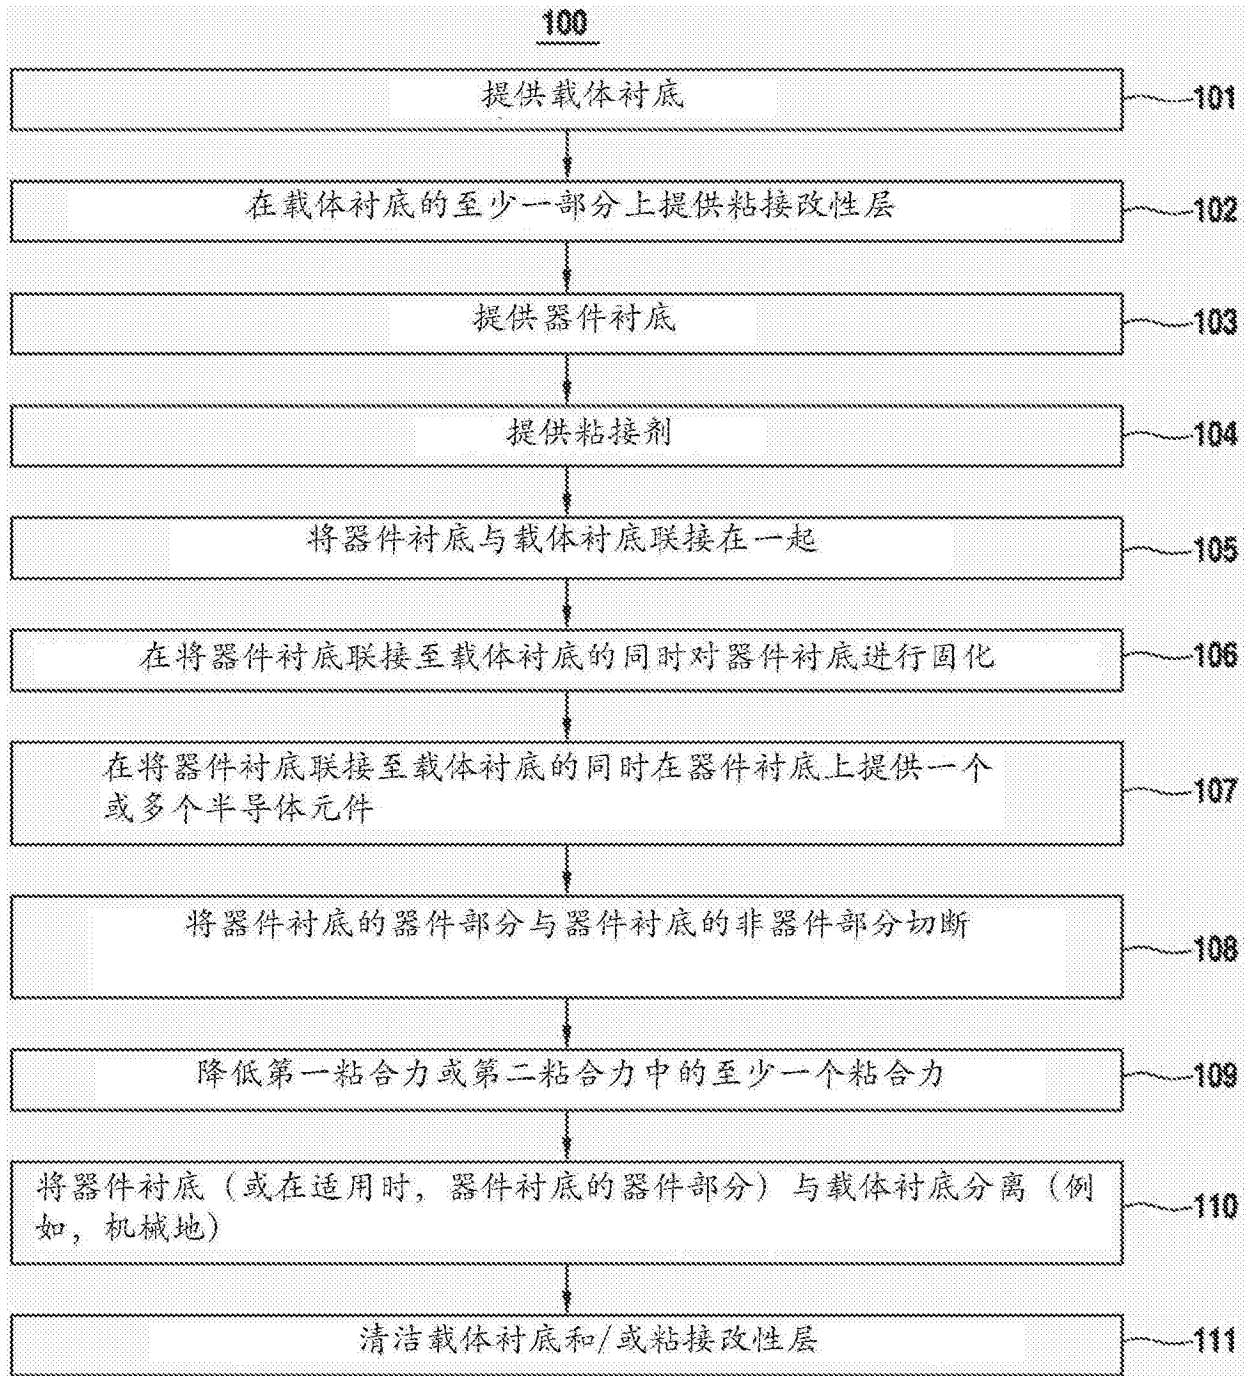 100
提供载体衬底
101
在载体衬底的至少一部分上提供粘接改性层
102
提供器件衬底
103
提供粘接剂
104
将器件衬底与载体衬底联接在一起
105
在将器件衬底联接至载体衬底的同时对器件衬底进行固化
106
在将器件衬底联接至载体衬底的同时在器件衬底上提供一个
或多个半导体元件
107
将器件衬底的器件部分与器件衬底的非器件部分切断
108
降低第一粘合力或第二粘合力中的至少一个粘合力
109
将器件衬底（或在适用时，器件衬底的器件部分）与载体衬底分离（例
如，机械地）
110
清洁载体衬底和/或粘接改性层
111